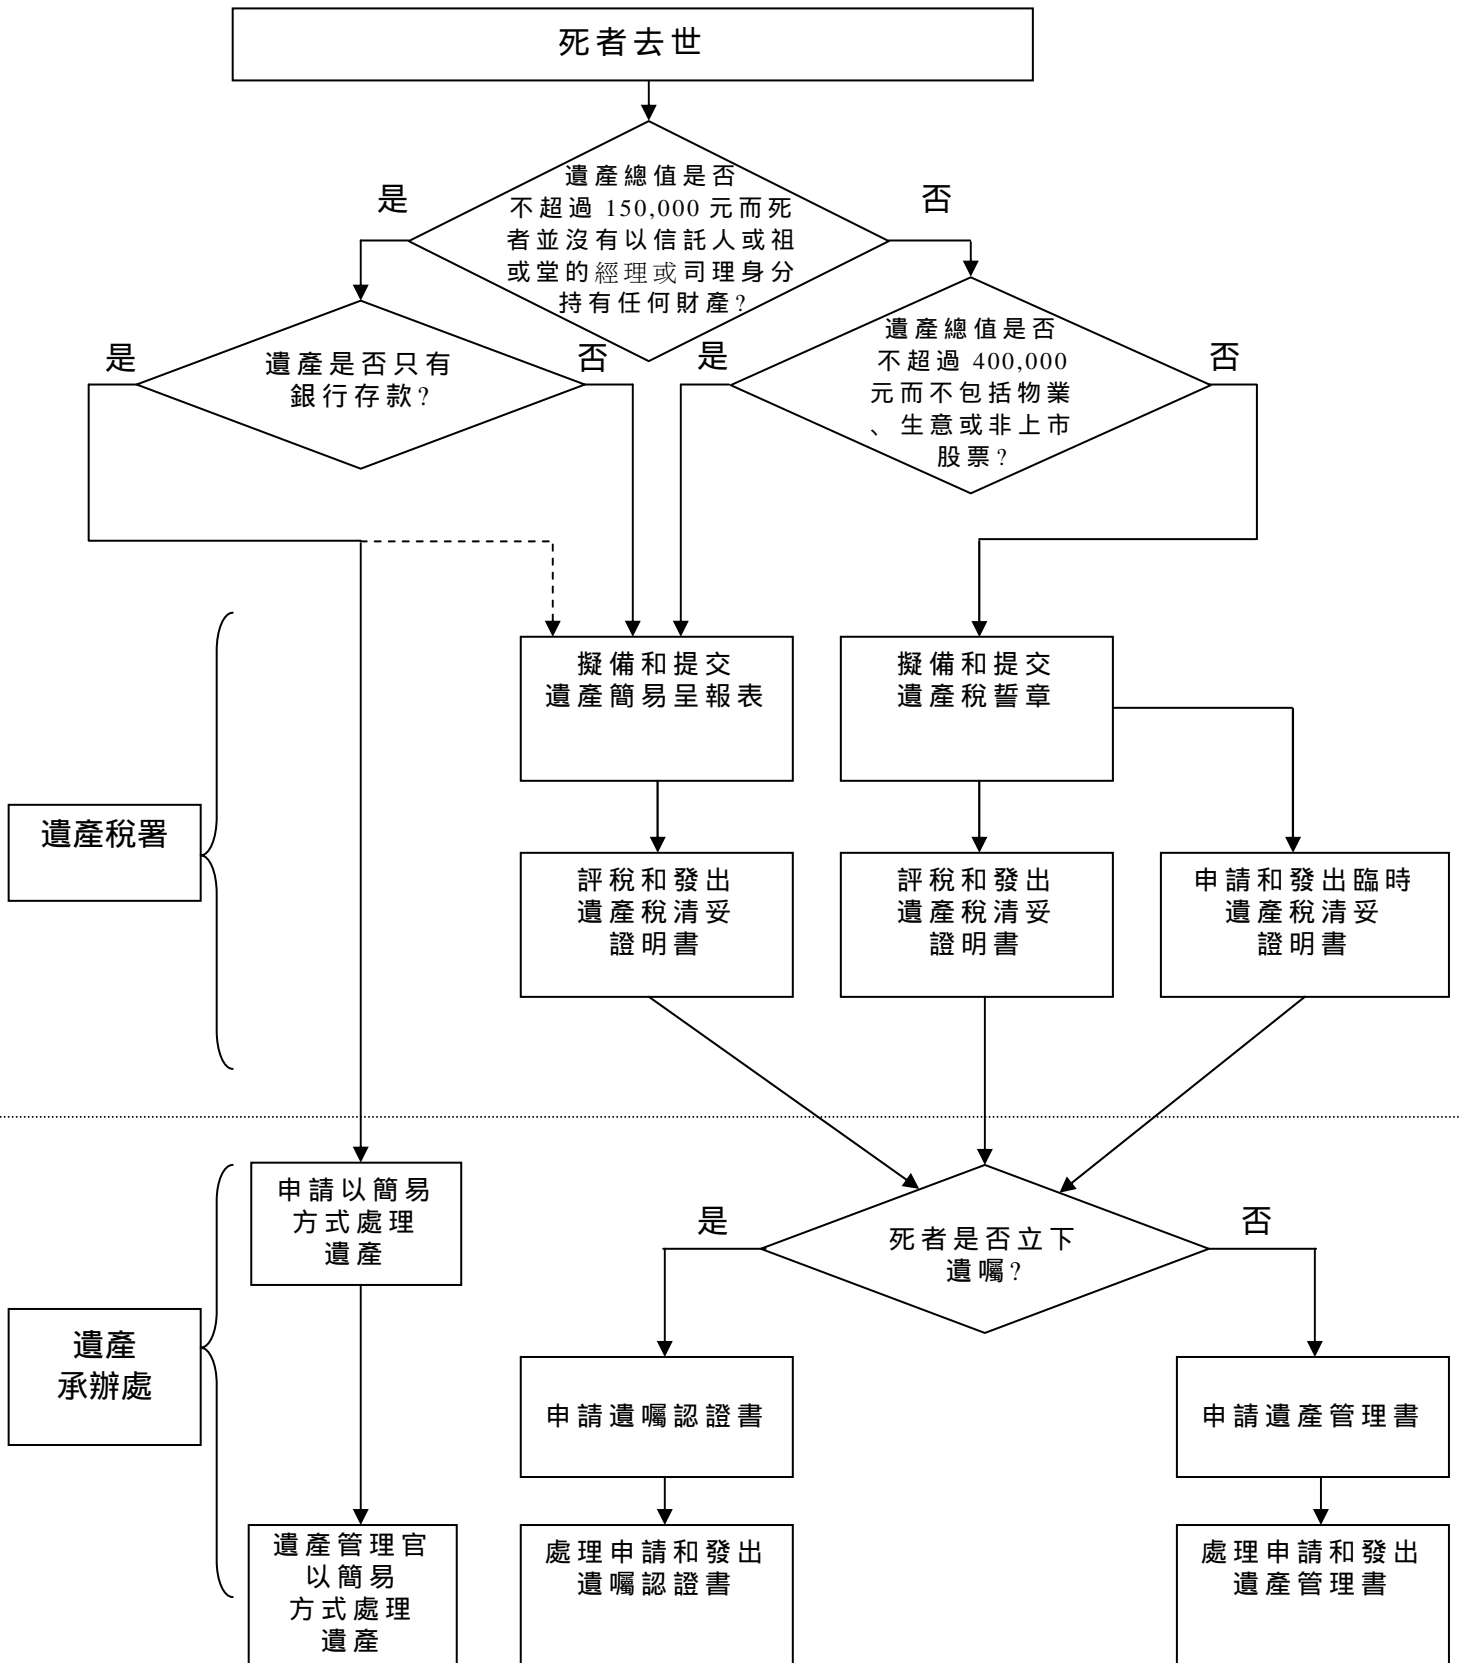 死者去世
遺產總值是否
不超過 150,000 元而死
者並沒有以信託人或祖
或堂的經理或司理身分
持有任何財產?
是
否
遺產是否只有
銀行存款?
是
否
遺產總值是否
不超過 400,000
元而不包括物業
、生意或非上市
股票?
是
否
擬備和提交
遺產簡易呈報表
擬備和提交
遺產稅誓章
遺產稅署
評稅和發出
遺產稅清妥
證明書
評稅和發出
遺產稅清妥
證明書
申請和發出臨時
遺產稅清妥
證明書
申請以簡易
方式處理
遺產
死者是否立下
遺囑?
是
否
遺產
承辦處
申請遺囑認證書
申請遺產管理書
遺產管理官
以簡易
方式處理
遺產
處理申請和發出
遺囑認證書
處理申請和發出
遺產管理書